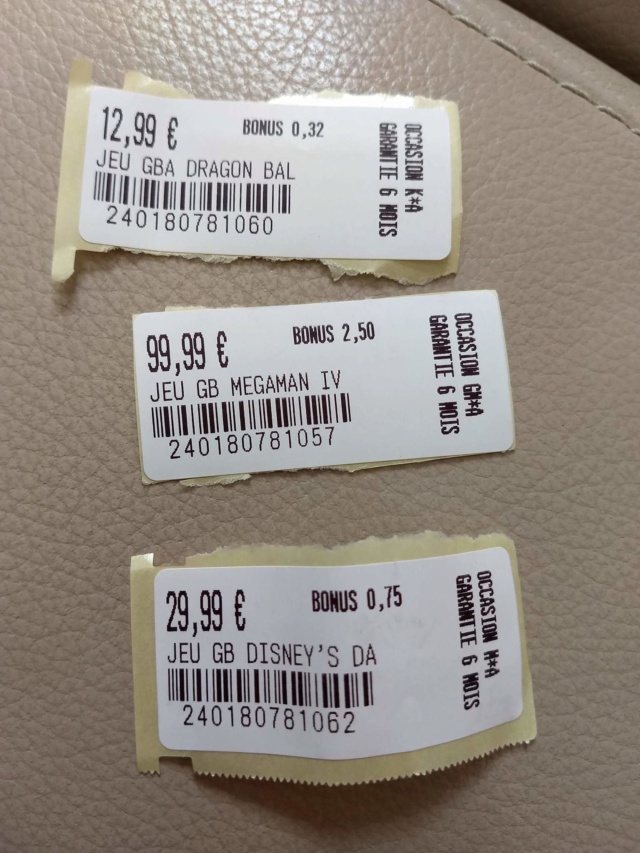 12,99 € BONUS 0,32
JEU GBA DRAGON BAL
240180781060
OCCASION K*A
GARANTIE 6 MOIS
99,99 € BONUS 2,50
JEU GB MEGAMAN IV
240180781057
OCCASION GM*A
GARANTIE 6 MOIS
29,99 € BONUS 0,75
JEU GB DISNEY'S DA
240180781062
OCCASION M*A
GARANTIE 6 MOIS